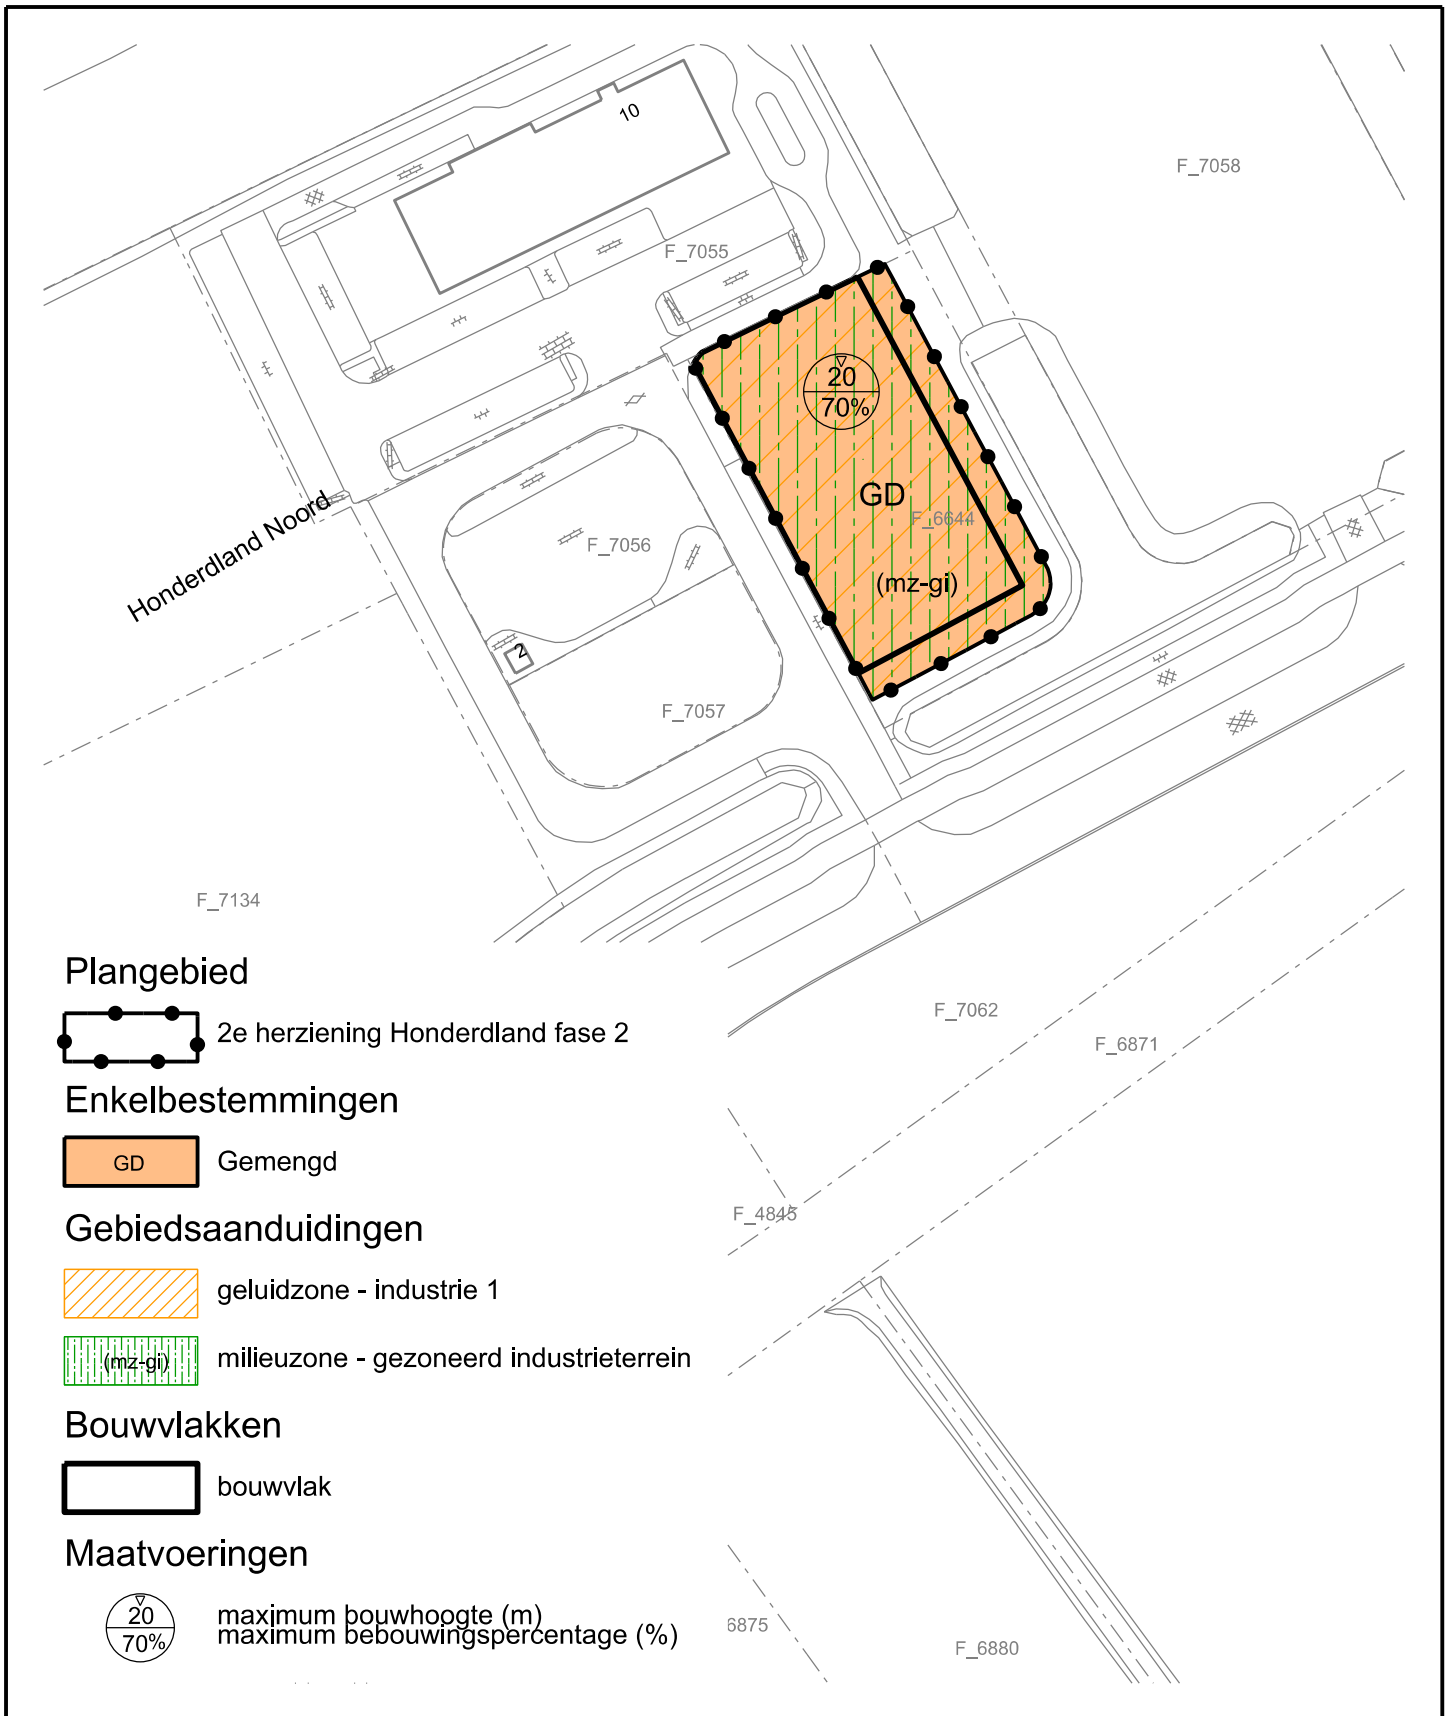 10
F_7058
F_7055
20
70%
GD
F_6644
Honderdland Noord
F_7056
(mz-gi)
2
F_7057
F_7134
Plangebied
2e herziening Honderdland fase 2
F_7062
F_6871
Enkelbestemmingen
GD
Gemengd
F_4845
Gebiedsaanduidingen
geluidzone - industrie 1
(mz-gi)
milieuzone - gezoneerd industrieterrein
Bouwvlakken
bouwvlak
Maatvoeringen
20
70%
maximum bouwhoogte (m)
maximum bebouwingspercentage (%)
6875
F_6880